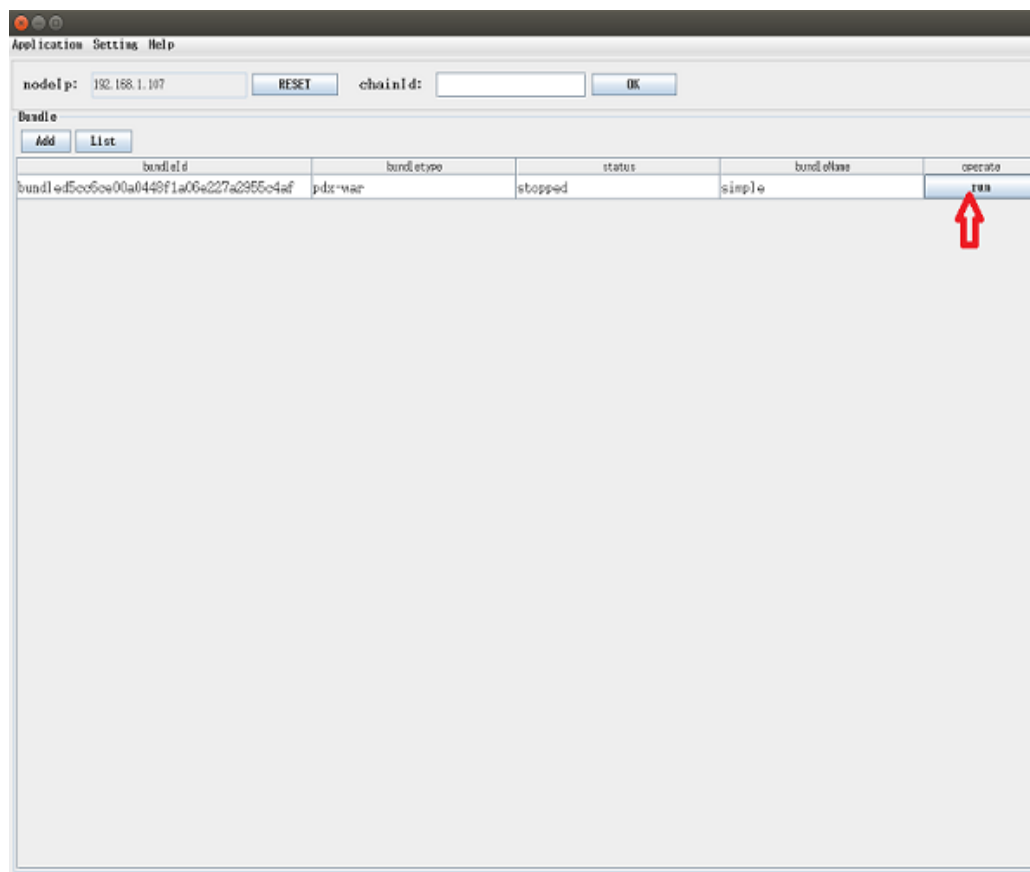 Application Setting Help
nodeIp: 192.168.1.107 RESET chainId: OK
Bundle
Add List
bundleId bundletype status bundleName operate
bundled5cc6ce00a0448f1a06e227a2955c4af pdx-war stopped simple run